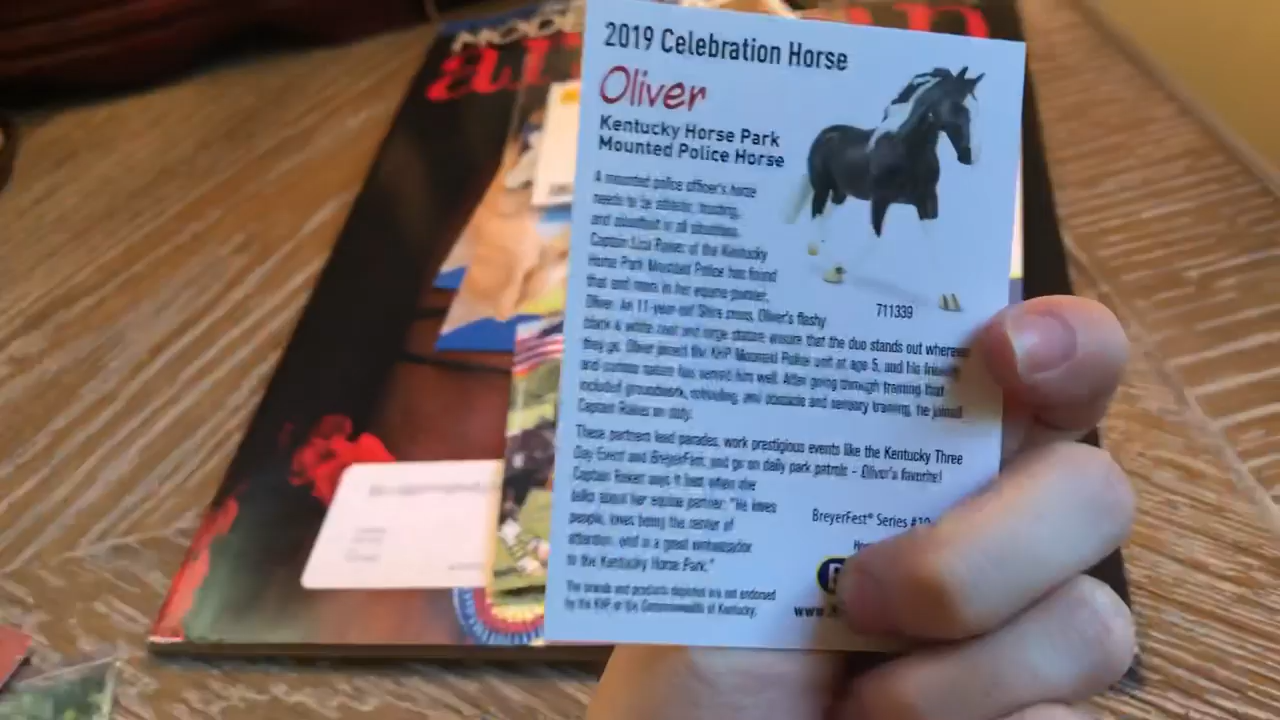 2019 Celebration Horse
Oliver
Kentucky Horse Park
Mounted Police Horse
A mounted police officer's horse
needs to be athletic, trusting,
and excellent in all situations.
Captain Lisa Rakes of the Kentucky
Horse Park Mounted Police has found
that and more in her equine partner,
Oliver. An 11-year-old Shire cross, Oliver's flashy
711339
black & white coat and large stature ensure that the duo stands out wherever
they go. Oliver joined the KHP Mounted Police unit at age 5, and his
and curious nature has served him well. After going through training that
included groundwork, schooling, and obstacle and sensory training, he joined
Captain Rakes on duty.
These partners lead parades, work prestigious events like the Kentucky Three
Day Event and BreyerFest, and go on daily park patrols – Oliver's favorite!
Captain Rakes says it best when she
talks about her equine partner: "He loves
people, loves being the center of
attention, and is a great ambassador
to the Kentucky Horse Park."
BreyerFest® Series
The brands and products depicted are not endorsed
by the KHP or the Commonwealth of Kentucky.
www.